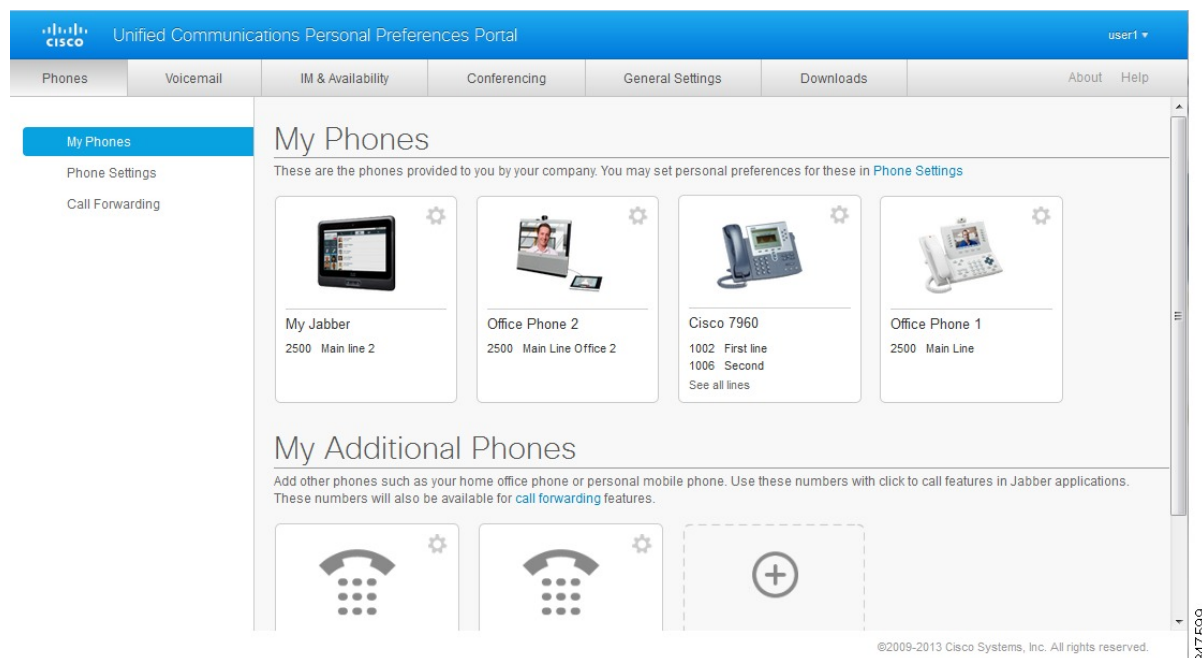 CISCO Unified Communications Personal Preferences Portal user1
Phones Voicemail IM & Availability Conferencing General Settings Downloads About Help
My Phones
Phone Settings
Call Forwarding
My Phones
These are the phones provided to you by your company. You may set personal preferences for these in Phone Settings
My Jabber
2500 Main line 2
Office Phone 2
2500 Main Line Office 2
Cisco 7960
1002 First line
1006 Second
See all lines
Office Phone 1
2500 Main Line
My Additional Phones
Add other phones such as your home office phone or personal mobile phone. Use these numbers with click to call features in Jabber applications.
These numbers will also be available for call forwarding features.
©2009-2013 Cisco Systems, Inc. All rights reserved.